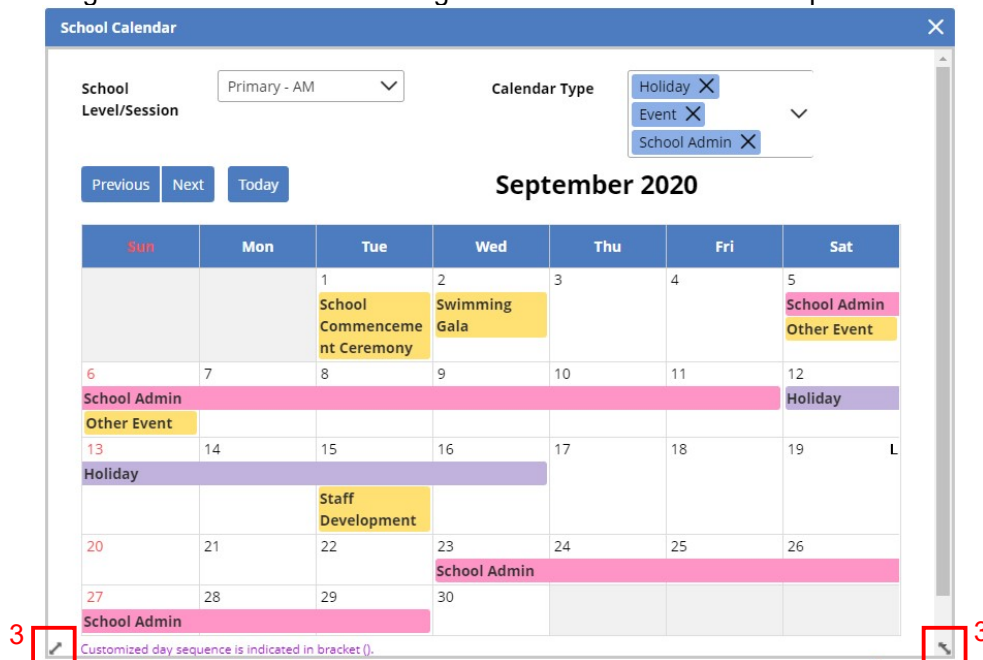 School Calendar
School
Level/Session
Primary - AM
Calendar Type
Holiday
Event
School Admin
Previous Next Today
September 2020
Sun Mon Tue Wed Thu Fri Sat
1 2 3 4 5
School
Commenceme
nt Ceremony
Swimming
Gala
School Admin
Other Event
6 7 8 9 10 11 12
School Admin Holiday
Other Event
13 14 15 16 17 18 19 L
Holiday
Staff
Development
20 21 22 23 24 25 26
School Admin
27 28 29 30
School Admin
3 3
Customized day sequence is indicated in bracket ().